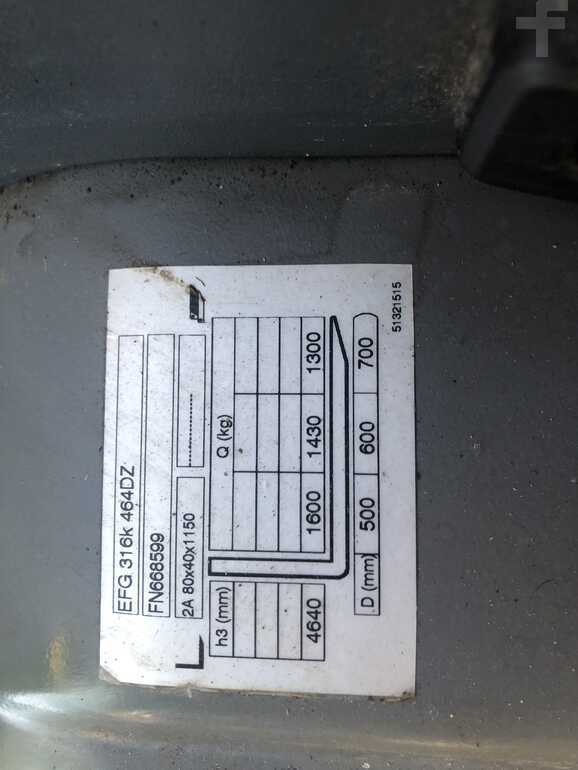 EFG 316k 464DZ
FN668599
2A 80x40x1150
h3 (mm) Q (kg)
4640 1600 1430 1300
D (mm) 500 600 700
51321515
f